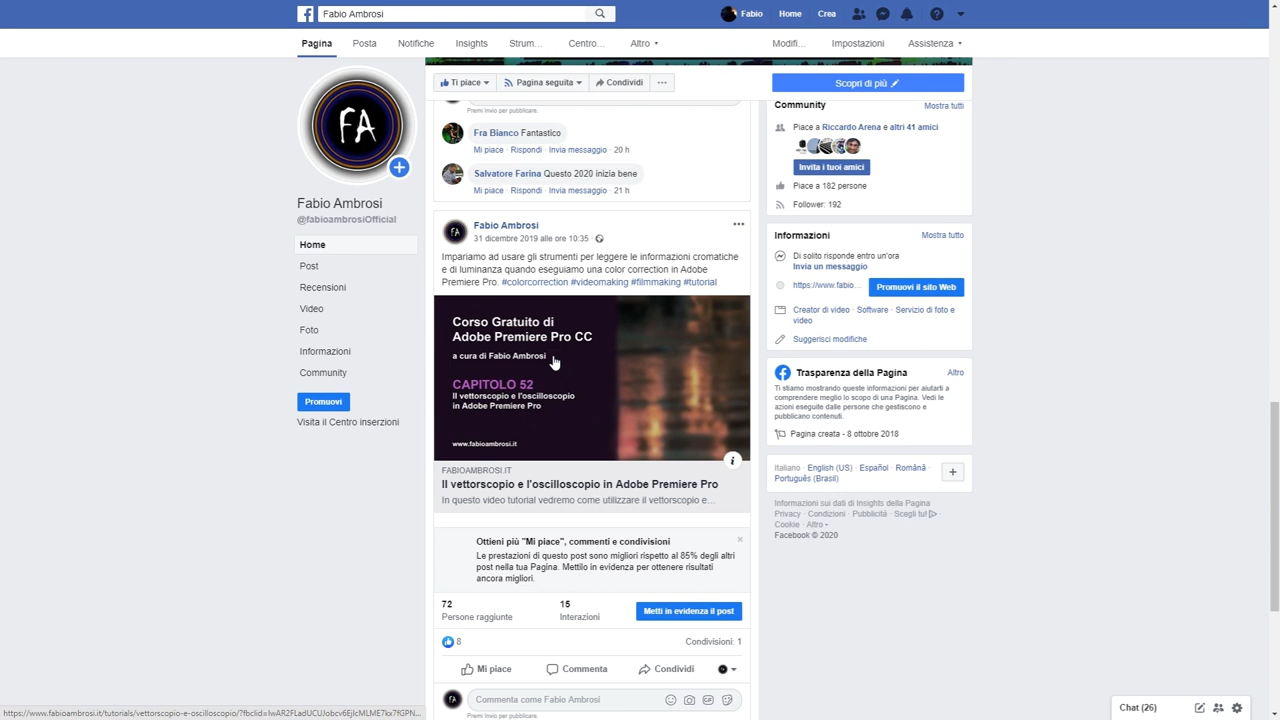 Fabio Ambrosi
Fabio
Home
Crea
Pagina
Posta
Notifiche
Insights
Strum...
Centro...
Altro
Modifi...
Impostazioni
Assistenza
FA
Fabio Ambrosi
@fabioambrosiOfficial
Home
Post
Recensioni
Video
Foto
Informazioni
Community
Promuovi
Visita il Centro inserzioni
Ti piace
Pagina seguita
Condividi
Scopri di più
Premi Invio per pubblicare.
Fra Bianco Fantastico
Mi piace · Rispondi · Invia messaggio · 20 h
Salvatore Farina Questo 2020 inizia bene
Mi piace · Rispondi · Invia messaggio · 21 h
FA
Fabio Ambrosi
31 dicembre 2019 alle ore 10:35 ·
Impariamo ad usare gli strumenti per leggere le informazioni cromatiche
e di luminanza quando eseguiamo una color correction in Adobe
Premiere Pro. #colorcorrection #videomaking #filmmaking #tutorial
Corso Gratuito di
Adobe Premiere Pro CC
a cura di Fabio Ambrosi
CAPITOLO 52
Il vettorscopio e l'oscilloscopio
in Adobe Premiere Pro
www.fabioambrosi.it
FABIOAMBROSI.IT
Il vettorscopio e l'oscilloscopio in Adobe Premiere Pro
In questo video tutorial vedremo come utilizzare il vettorscopio e...
Ottieni più "Mi piace", commenti e condivisioni
Le prestazioni di questo post sono migliori rispetto al 85% degli altri
post nella tua Pagina. Mettilo in evidenza per ottenere risultati
ancora migliori.
72
Persone raggiunte
15
Interazioni
Metti in evidenza il post
8
Condivisioni: 1
Mi piace
Commenta
Condividi
FA
Commenta come Fabio Ambrosi
Premi Invio per pubblicare.
Community
Mostra tutti
Piace a Riccardo Arena e altri 41 amici
Invita i tuoi amici
Piace a 182 persone
Follower: 192
Informazioni
Mostra tutto
Di solito risponde entro un'ora
Invia un messaggio
https://www.fabio...
Promuovi il sito Web
Creator di video · Software · Servizio di foto e
video
Suggerisci modifiche
Trasparenza della Pagina
Altro
Ti stiamo mostrando queste informazioni per aiutarti a
comprendere meglio lo scopo di una Pagina. Vedi le
azioni eseguite dalle persone che gestiscono e
pubblicano contenuti.
Pagina creata - 8 ottobre 2018
Italiano · English (US) · Español · Română ·
Português (Brasil)
Informazioni sui dati di Insights della Pagina
Privacy · Condizioni · Pubblicità · Scegli tu! ·
Cookie · Altro
Facebook © 2020
Chat (26)